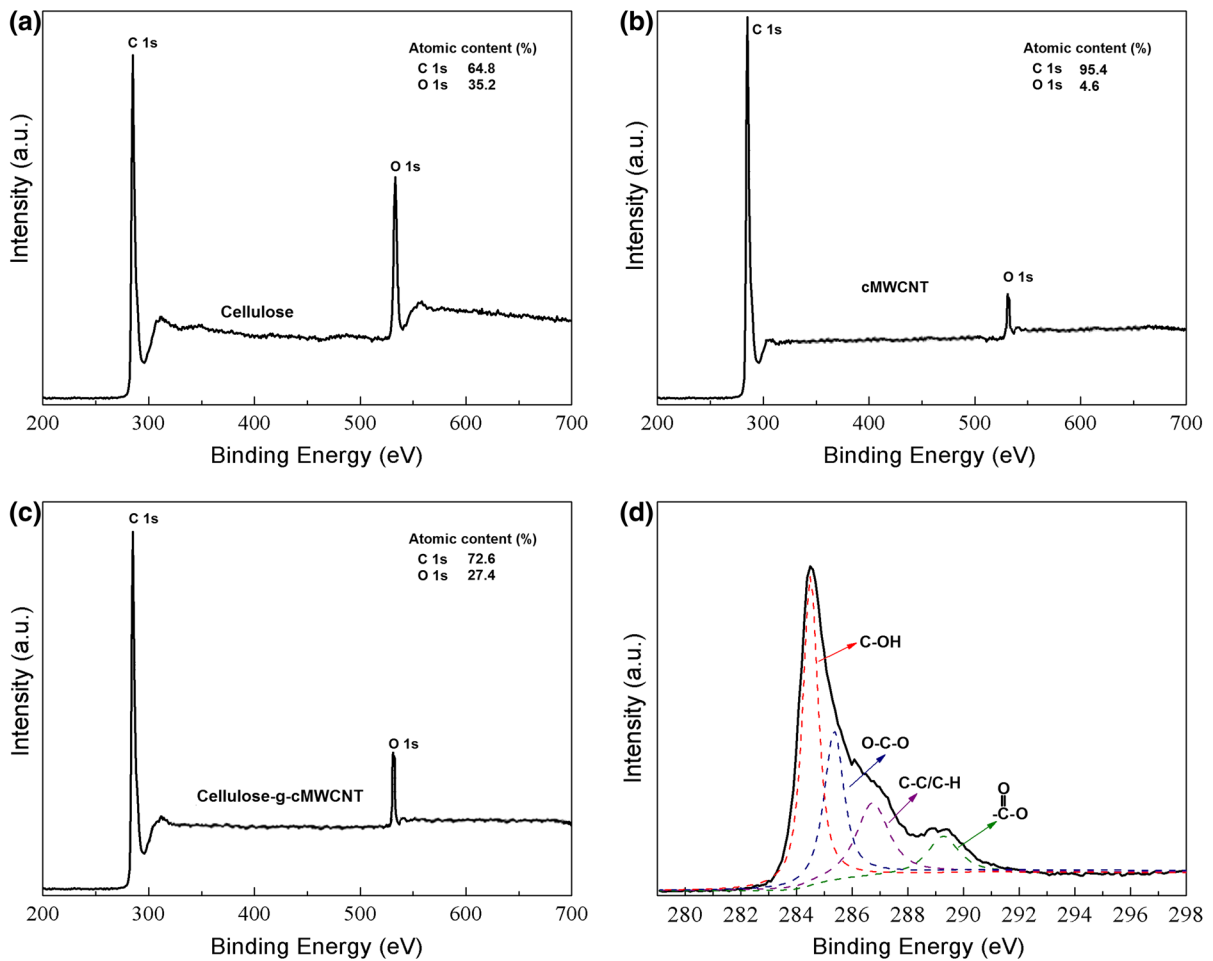 (a)
C 1s
Atomic content (%)
C 1s 64.8
O 1s 35.2
O 1s
Cellulose
Intensity (a.u.)
200 300 400 500 600 700
Binding Energy (eV)
(b)
C 1s
Atomic content (%)
C 1s 95.4
O 1s 4.6
O 1s
cMWCNT
Intensity (a.u.)
200 300 400 500 600 700
Binding Energy (eV)
(c)
C 1s
Atomic content (%)
C 1s 72.6
O 1s 27.4
O 1s
Cellulose-g-cMWCNT
Intensity (a.u.)
200 300 400 500 600 700
Binding Energy (eV)
(d)
C-OH
O-C-O
C-C/C-H
O
-C-O
Intensity (a.u.)
280 282 284 286 288 290 292 294 296 298
Binding Energy (eV)